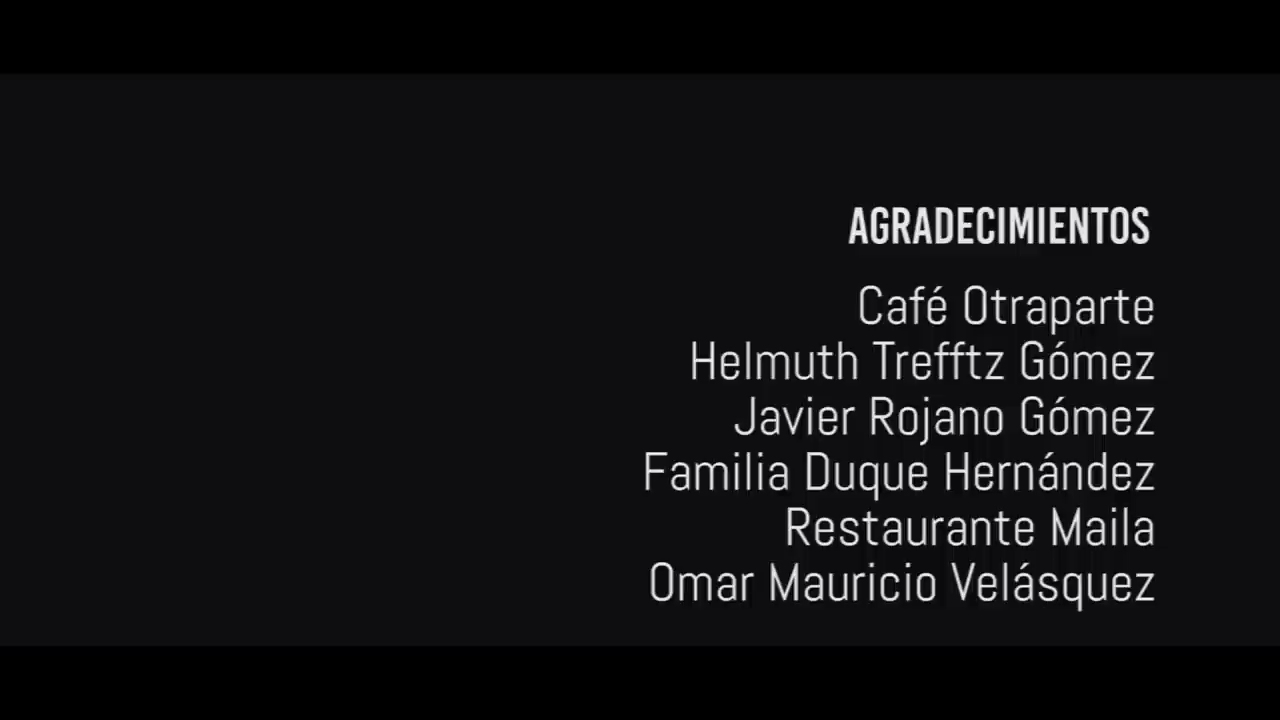 AGRADECIMIENTOS
Café Otraparte
Helmuth Trefftz Gómez
Javier Rojano Gómez
Familia Duque Hernández
Restaurante Maila
Omar Mauricio Velásquez